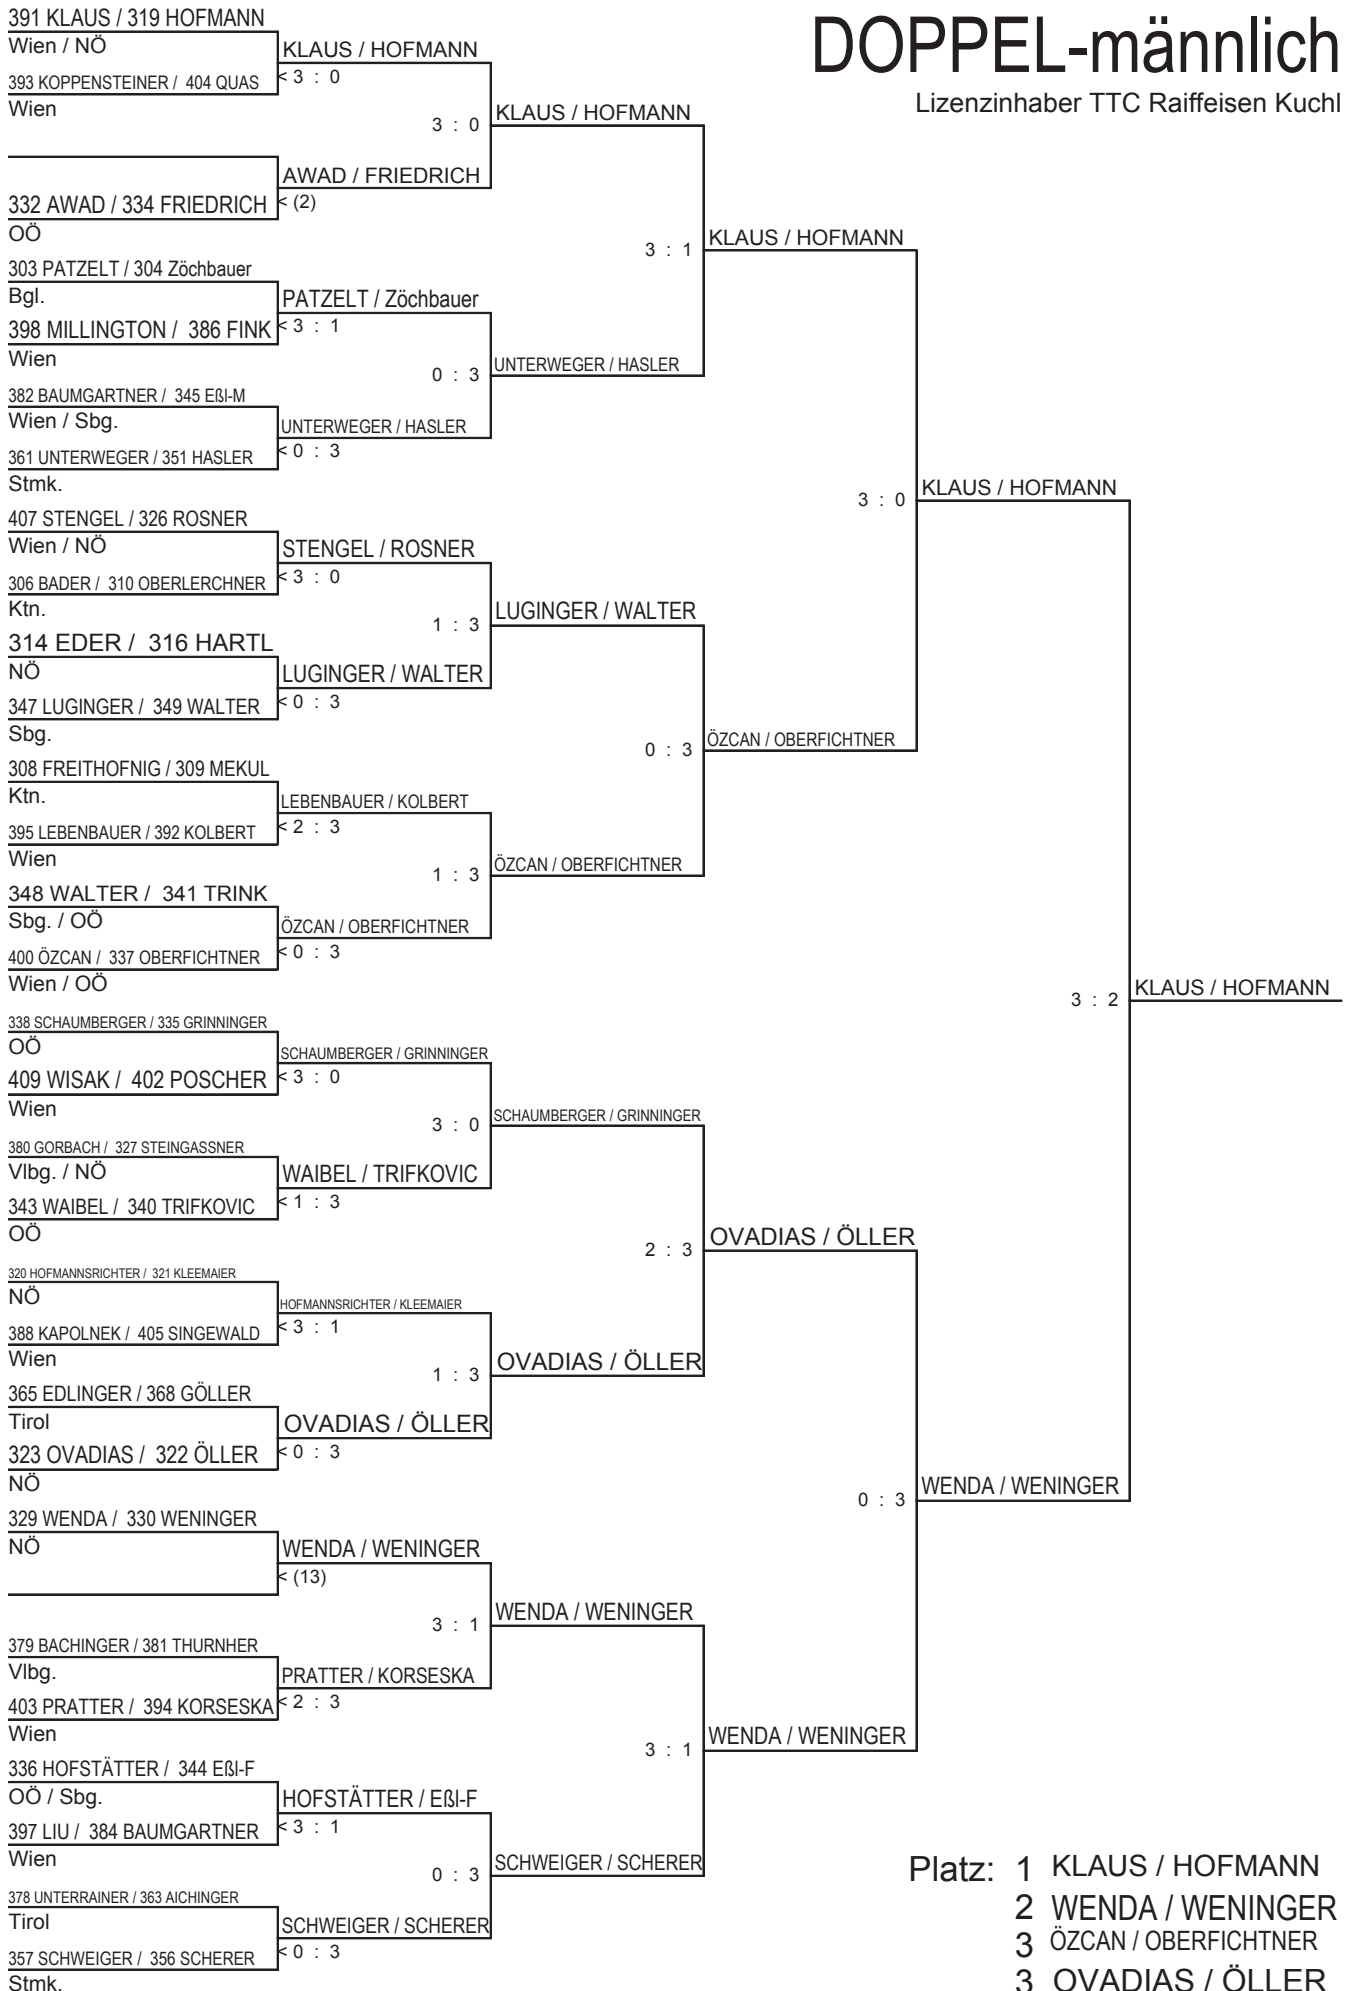 DOPPEL-männlich
Lizenzinhaber TTC Raiffeisen Kuchl
391 KLAUS / 319 HOFMANN
Wien / NÖ
393 KOPPENSTEINER / 404 QUAS
Wien
332 AWAD / 334 FRIEDRICH
OÖ
303 PATZELT / 304 Zöchbauer
Bgl.
398 MILLINGTON / 386 FINK
Wien
382 BAUMGARTNER / 345 Eßl-M
Wien / Sbg.
361 UNTERWEGER / 351 HASLER
Stmk.
407 STENGEL / 326 ROSNER
Wien / NÖ
306 BADER / 310 OBERLERCHNER
Ktn.
314 EDER / 316 HARTL
NÖ
347 LUGINGER / 349 WALTER
Sbg.
308 FREITHOFNIG / 309 MEKUL
Ktn.
395 LEBENBAUER / 392 KOLBERT
Wien
348 WALTER / 341 TRINK
Sbg. / OÖ
400 ÖZCAN / 337 OBERFICHTNER
Wien / OÖ
338 SCHAUMBERGER / 335 GRINNINGER
OÖ
409 WISAK / 402 POSCHER
Wien
380 GORBACH / 327 STEINGASSNER
Vlbg. / NÖ
343 WAIBEL / 340 TRIFKOVIC
OÖ
320 HOFMANNSRICHTER / 321 KLEEMAIER
NÖ
388 KAPOLNEK / 405 SINGEWALD
Wien
365 EDLINGER / 368 GÖLLER
Tirol
323 OVADIAS / 322 ÖLLER
NÖ
329 WENDA / 330 WENINGER
NÖ
379 BACHINGER / 381 THURNHER
Vlbg.
403 PRATTER / 394 KORSESKA
Wien
336 HOFSTÄTTER / 344 Eßl-F
OÖ / Sbg.
397 LIU / 384 BAUMGARTNER
Wien
378 UNTERRAINER / 363 AICHINGER
Tirol
357 SCHWEIGER / 356 SCHERER
Stmk.
KLAUS / HOFMANN
< 3 : 0
AWAD / FRIEDRICH
< (2)
PATZELT / Zöchbauer
< 3 : 1
UNTERWEGER / HASLER
< 0 : 3
STENGEL / ROSNER
< 3 : 0
LUGINGER / WALTER
< 0 : 3
LEBENBAUER / KOLBERT
< 2 : 3
ÖZCAN / OBERFICHTNER
< 0 : 3
SCHAUMBERGER / GRINNINGER
< 3 : 0
WAIBEL / TRIFKOVIC
< 1 : 3
HOFMANNSRICHTER / KLEEMAIER
< 3 : 1
OVADIAS / ÖLLER
< 0 : 3
WENDA / WENINGER
< (13)
PRATTER / KORSESKA
< 2 : 3
HOFSTÄTTER / Eßl-F
< 3 : 1
SCHWEIGER / SCHERER
< 0 : 3
KLAUS / HOFMANN
3 : 0
UNTERWEGER / HASLER
0 : 3
LUGINGER / WALTER
1 : 3
ÖZCAN / OBERFICHTNER
1 : 3
SCHAUMBERGER / GRINNINGER
3 : 0
OVADIAS / ÖLLER
1 : 3
WENDA / WENINGER
3 : 1
SCHWEIGER / SCHERER
0 : 3
KLAUS / HOFMANN
3 : 1
ÖZCAN / OBERFICHTNER
0 : 3
OVADIAS / ÖLLER
2 : 3
WENDA / WENINGER
3 : 1
KLAUS / HOFMANN
3 : 0
WENDA / WENINGER
0 : 3
KLAUS / HOFMANN
3 : 2
Platz: 1 KLAUS / HOFMANN
2 WENDA / WENINGER
3 ÖZCAN / OBERFICHTNER
3 OVADIAS / ÖLLER